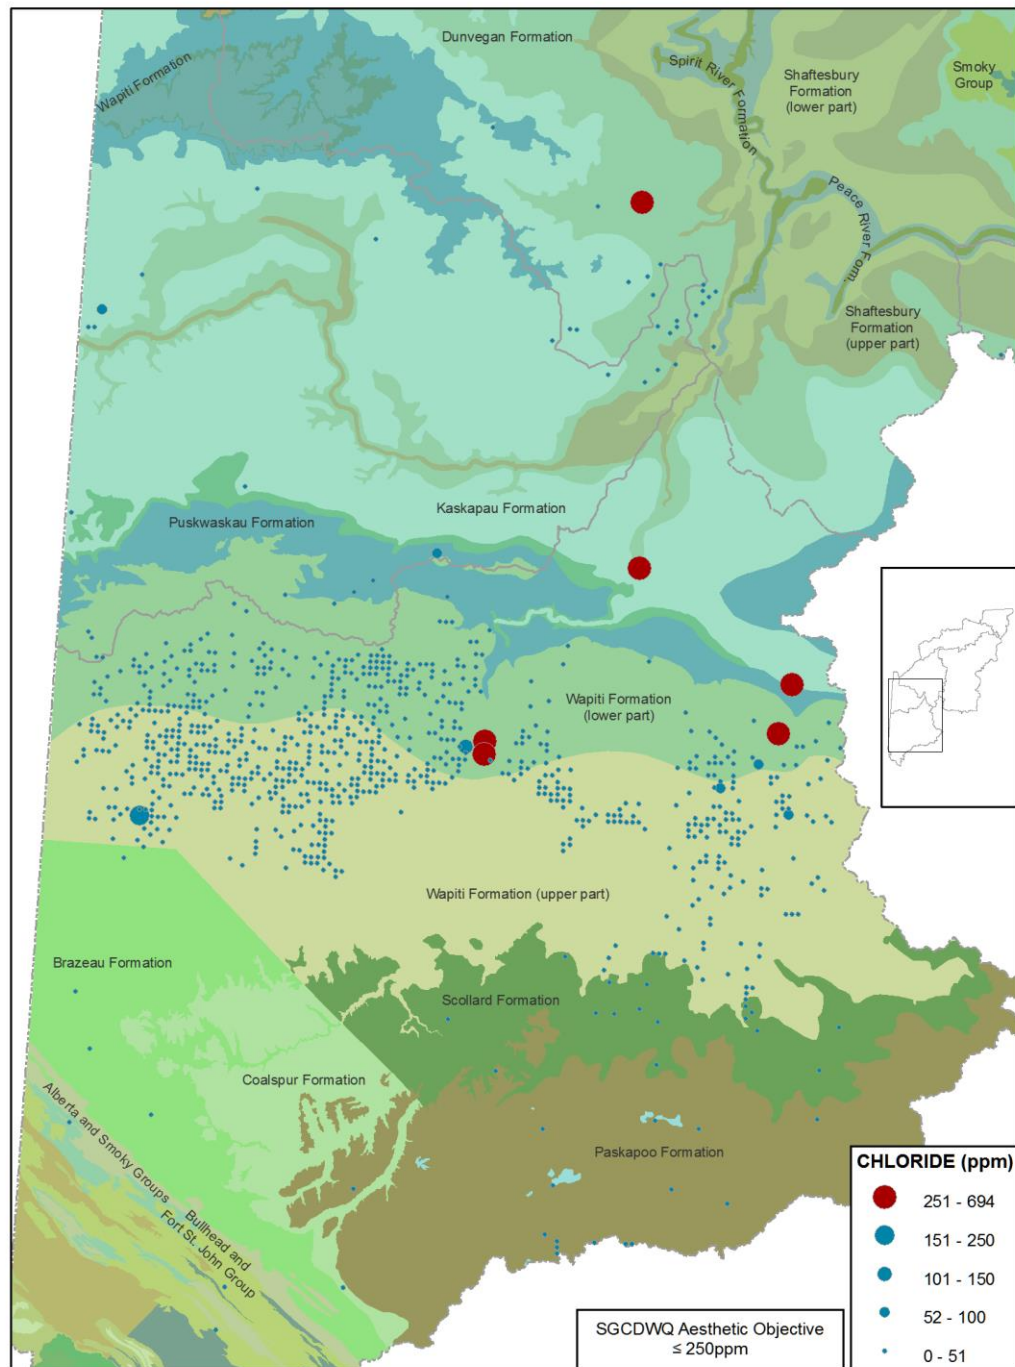 Dunvegan Formation
Wapiti Formation
Spirit River Formation
Shaftesbury
Formation
(lower part)
Smoky
Group
Peace River Form.
Shaftesbury
Formation
(upper part)
Kaskapau Formation
Puskwaskau Formation
Wapiti Formation
(lower part)
Wapiti Formation (upper part)
Brazeau Formation
Scollard Formation
Coalspur Formation
Alberta and Smoky Groups
Bullhead and
Fort St. John Group
Paskapoo Formation
CHLORIDE (ppm)
251 - 694
151 - 250
101 - 150
52 - 100
0 - 51
SGCDWQ Aesthetic Objective
≤ 250ppm